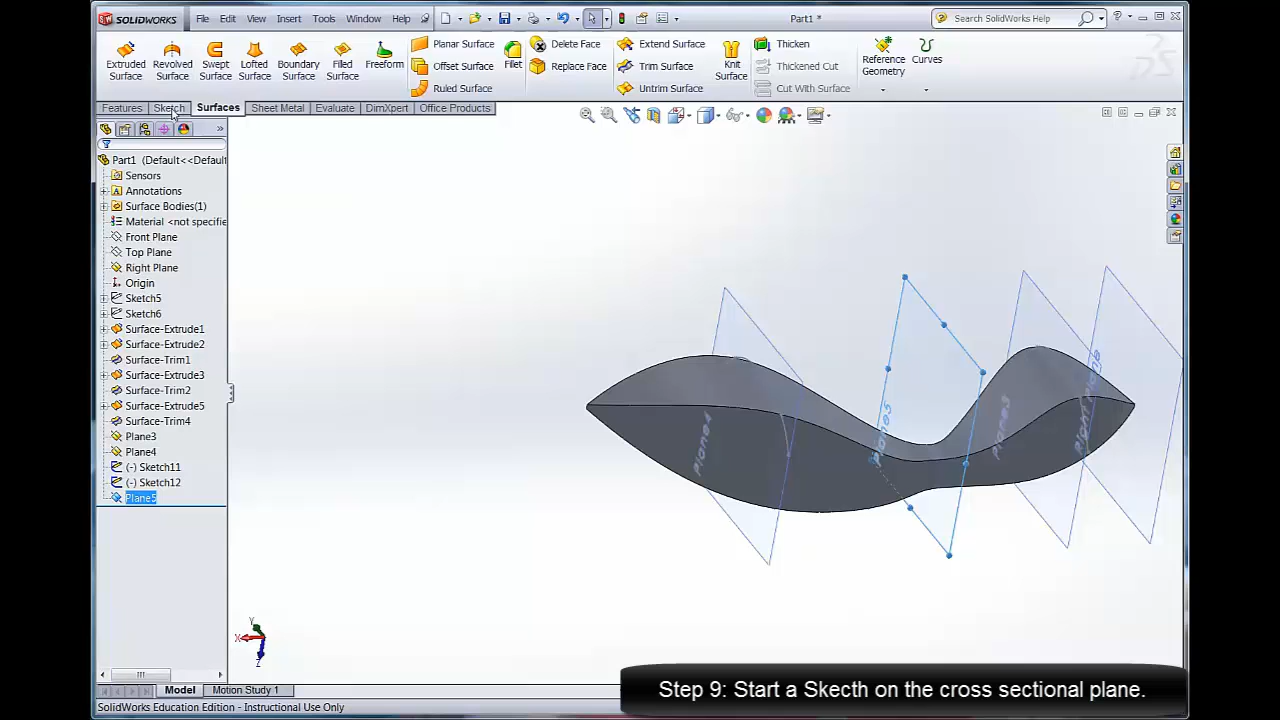 SOLIDWORKS File Edit View Insert Tools Window Help Part1 * Search SolidWorks Help
Extruded Surface Revolved Surface Swept Surface Lofted Surface Boundary Surface Filled Surface Freeform
Planar Surface Offset Surface Ruled Surface Fillet
Delete Face Replace Face
Extend Surface Trim Surface Untrim Surface Knit Surface
Thicken Thickened Cut Cut With Surface
Reference Geometry Curves
Features Sketch Surfaces Sheet Metal Evaluate DimXpert Office Products
Part1 (Default<<Default
Sensors
Annotations
Surface Bodies(1)
Material <not specifie
Front Plane
Top Plane
Right Plane
Origin
Sketch5
Sketch6
Surface-Extrude1
Surface-Extrude2
Surface-Trim1
Surface-Extrude3
Surface-Trim2
Surface-Extrude5
Surface-Trim4
Plane3
Plane4
(-) Sketch11
(-) Sketch12
Plane5
Plane4
Plane5
Plane3
Right Plane
Y
X
Z
Model Motion Study 1
Step 9: Start a Skecth on the cross sectional plane.
SolidWorks Education Edition - Instructional Use Only